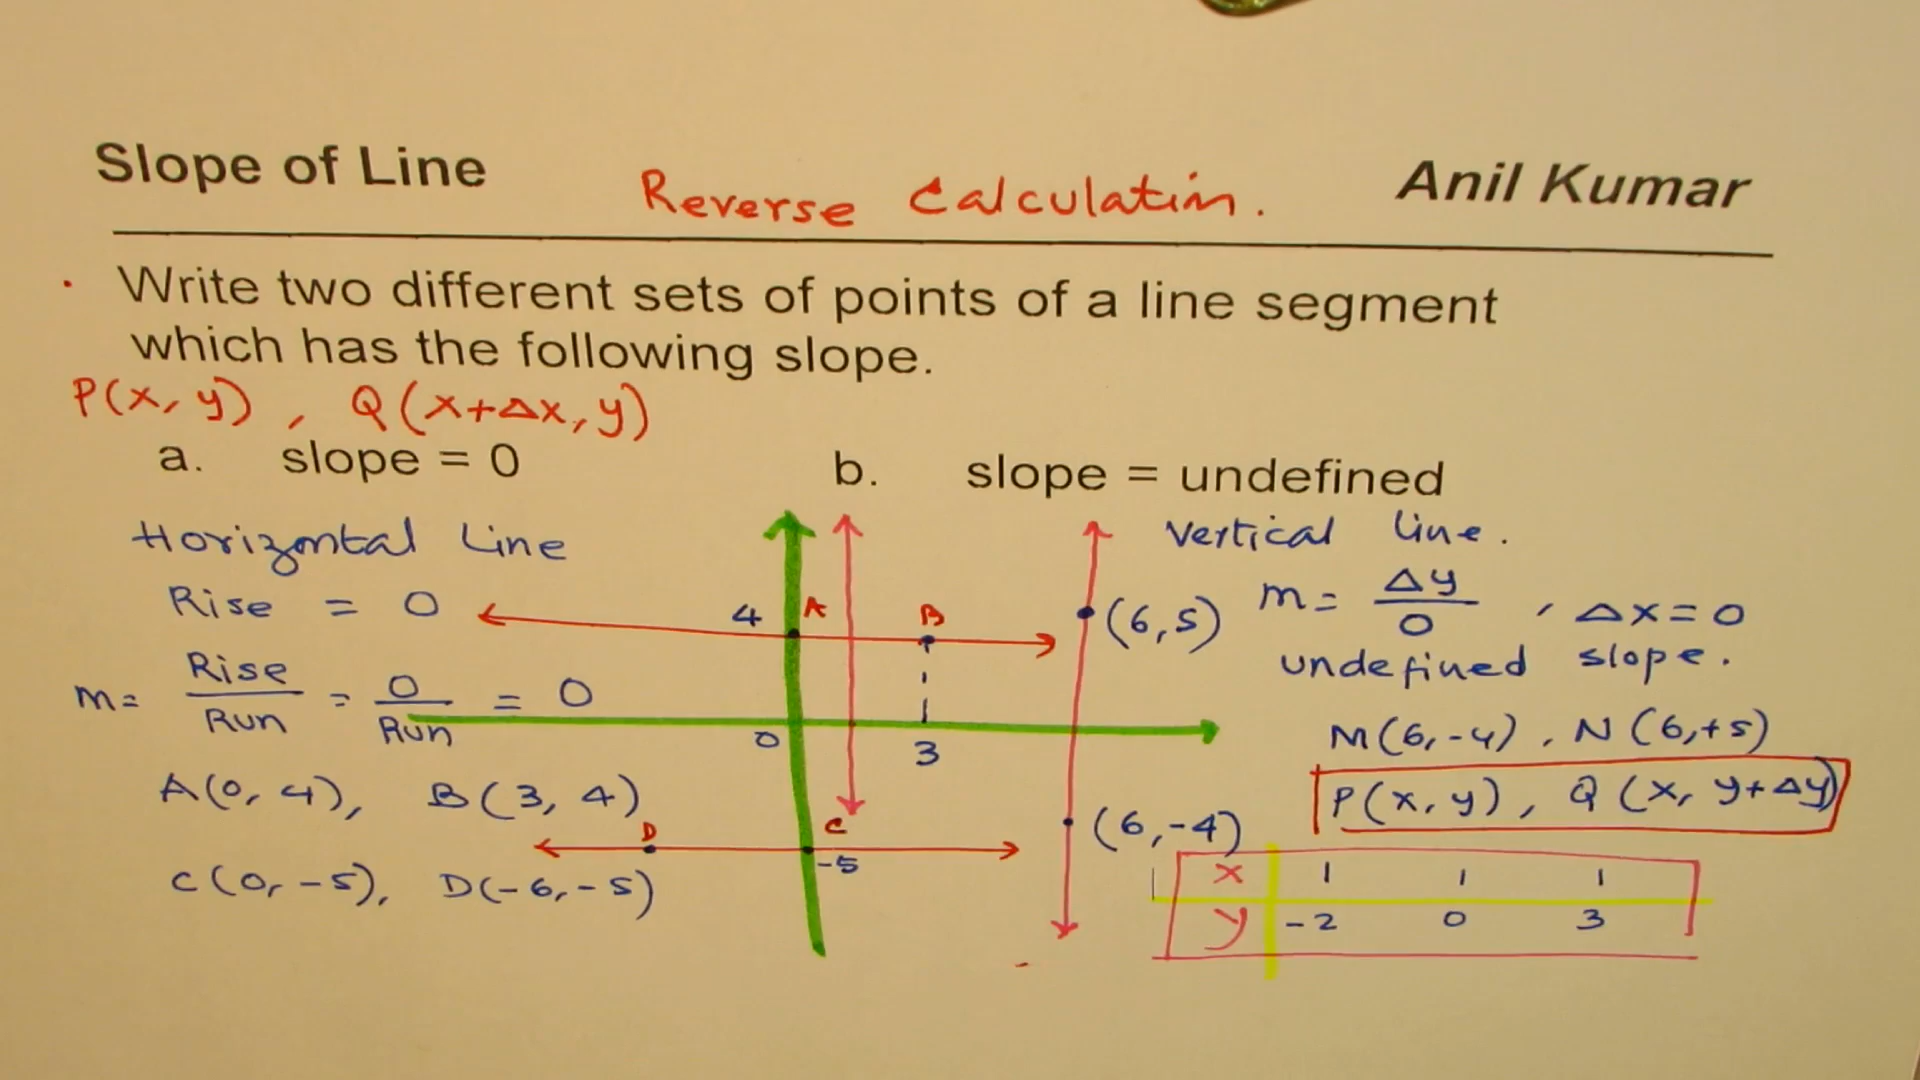 Slope of Line Reverse Calculation. Anil Kumar
Write two different sets of points of a line segment
which has the following slope.
P(x, y) , Q(x+Δx, y)
a. slope = 0
Horizontal Line
Rise = 0
m= Rise/Run = 0/Run = 0
A(0, 4), B(3, 4)
C(0, -5), D(-6, -5)
4 A B
0 3
D C
-5
b. slope = undefined
Vertical line.
(6,5) m= Δy/0 , Δx=0
undefined slope.
M(6,-4) , N(6,+5)
P(x, y) , Q(x, y+Δy)
(6,-4)
x 1 1 1
y -2 0 3